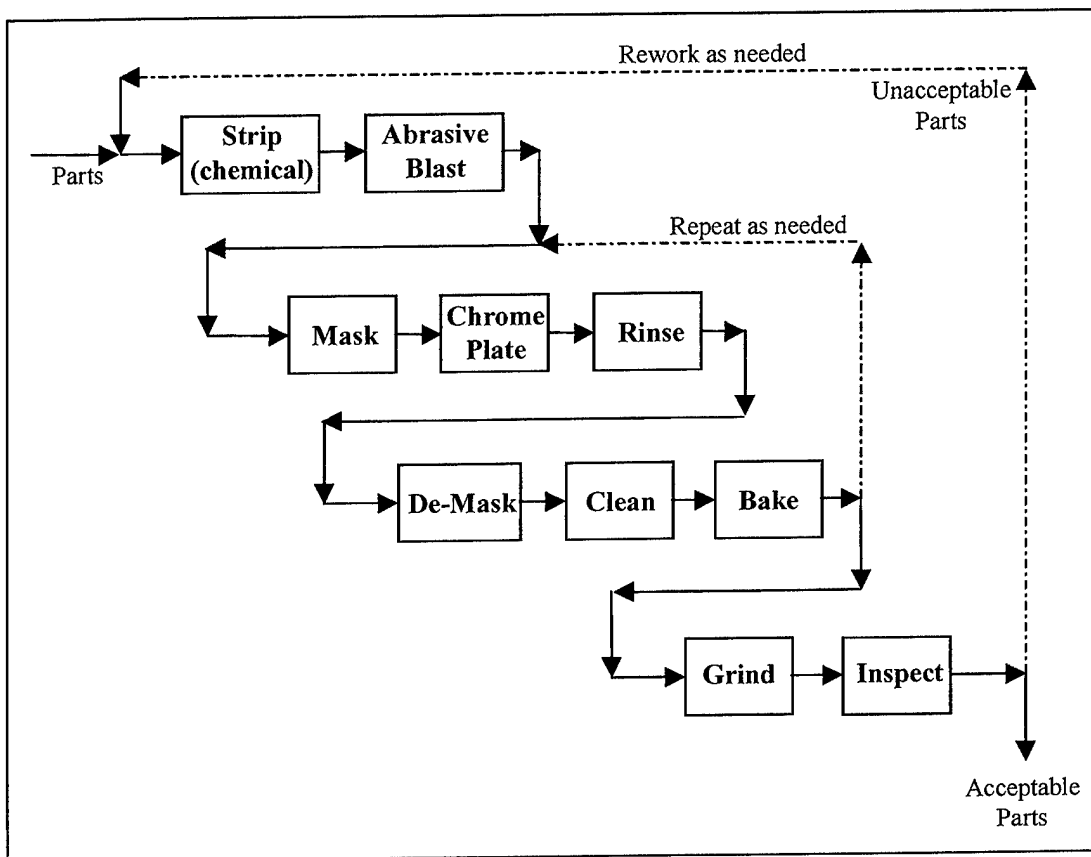 Rework as needed
Unacceptable
Parts
Parts
Strip
(chemical)
Abrasive
Blast
Repeat as needed
Mask
Chrome
Plate
Rinse
De-Mask
Clean
Bake
Grind
Inspect
Acceptable
Parts